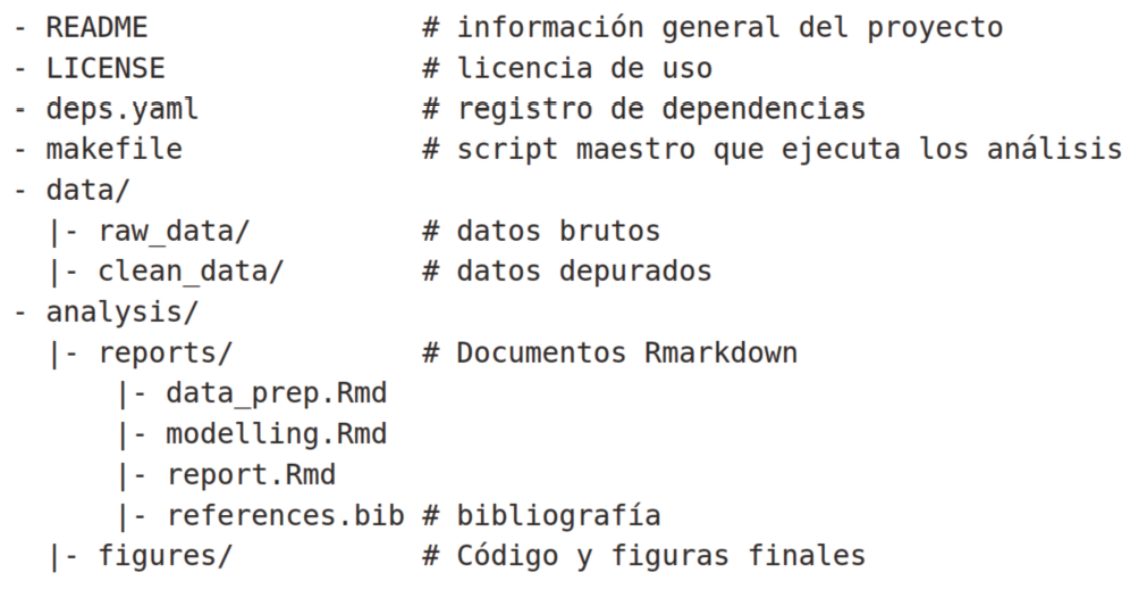 - README                # información general del proyecto
- LICENSE               # licencia de uso
- deps.yaml             # registro de dependencias
- makefile              # script maestro que ejecuta los análisis
- data/
  |- raw_data/          # datos brutos
  |- clean_data/        # datos depurados
- analysis/
  |- reports/           # Documentos Rmarkdown
      |- data_prep.Rmd
      |- modelling.Rmd
      |- report.Rmd
      |- references.bib # bibliografía
  |- figures/           # Código y figuras finales